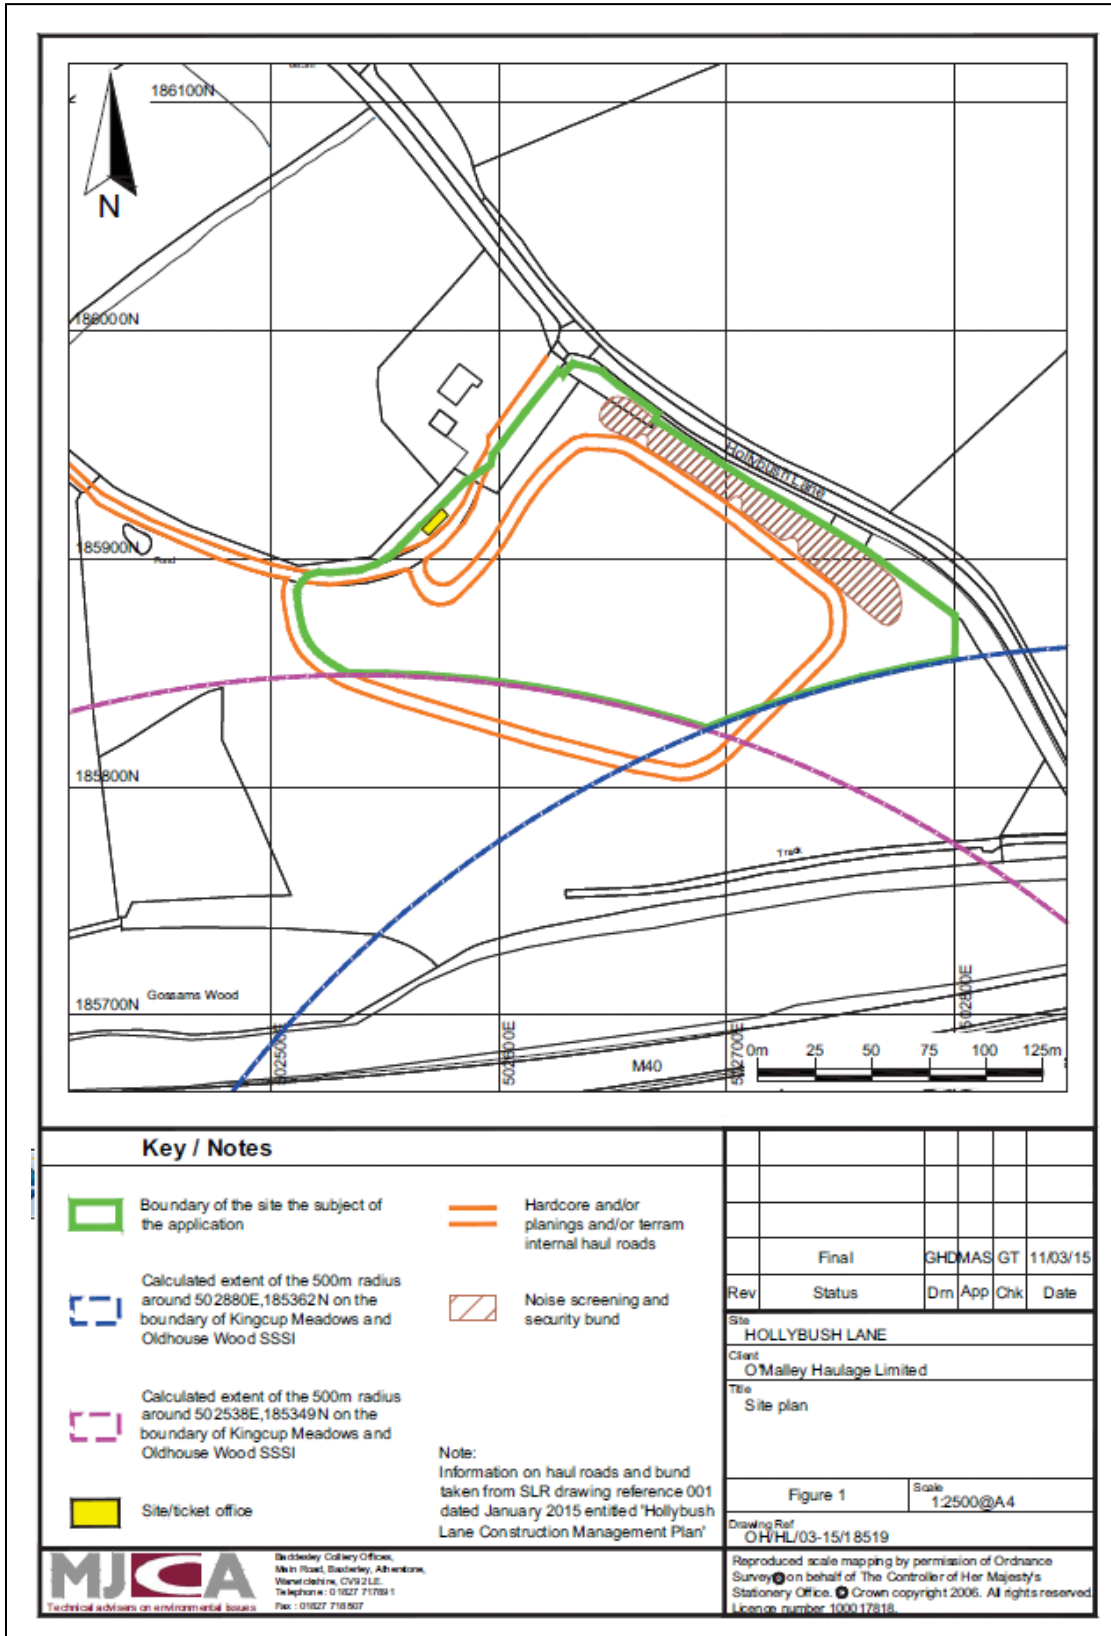 186100N
N
186000N
Hollybush Lane
185900N
Pond
185800N
Track
185700N
Gossams Wood
502500E
502600E
502700E
502800E
M40
0m 25 50 75 100 125m
Key / Notes
Boundary of the site the subject of
the application
Calculated extent of the 500m radius
around 502880E,185362N on the
boundary of Kingcup Meadows and
Oldhouse Wood SSSI
Calculated extent of the 500m radius
around 502538E,185349N on the
boundary of Kingcup Meadows and
Oldhouse Wood SSSI
Site/ticket office
Hardcore and/or
planings and/or terram
internal haul roads
Noise screening and
security bund
Note:
Information on haul roads and bund
taken from SLR drawing reference 001
dated January 2015 entitled 'Hollybush
Lane Construction Management Plan'
Final GHD MAS GT 11/03/15
Rev Status Drn App Chk Date
Site
HOLLYBUSH LANE
Client
O'Malley Haulage Limited
Title
Site plan
Figure 1
Scale
1:2500@A4
Drawing Ref
OH/HL/03-15/18519
MJCA
Technical advisers on environmental issues
Baddesley Colliery Offices,
Main Road, Baxterley, Atherstone,
Warwickshire, CV9 2LE.
Telephone : 01827 717891
Fax : 01827 718507
Reproduced scale mapping by permission of Ordnance
Survey® on behalf of The Controller of Her Majesty's
Stationery Office. © Crown copyright 2006. All rights reserved.
Licence number 100017818.